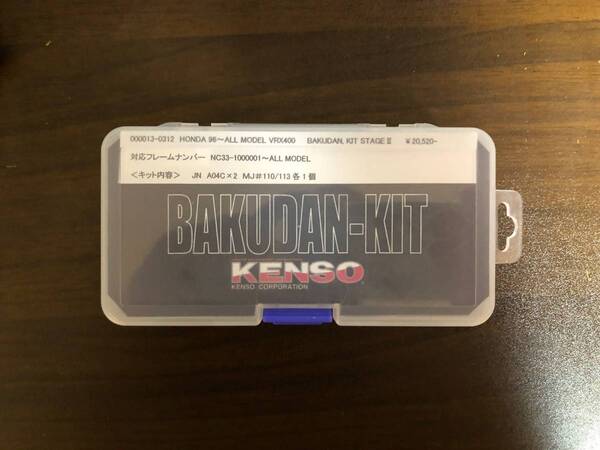 000013-0312 HONDA 96～ALL MODEL VRX400 BAKUDAN, KIT STAGE Ⅱ ￥20,520-
対応フレームナンバー NC33-1000001～ALL MODEL
＜キット内容＞ JN A04C×2 MJ#110/113 各1個
BAKUDAN-KIT
KENSO
KENSO CORPORATION